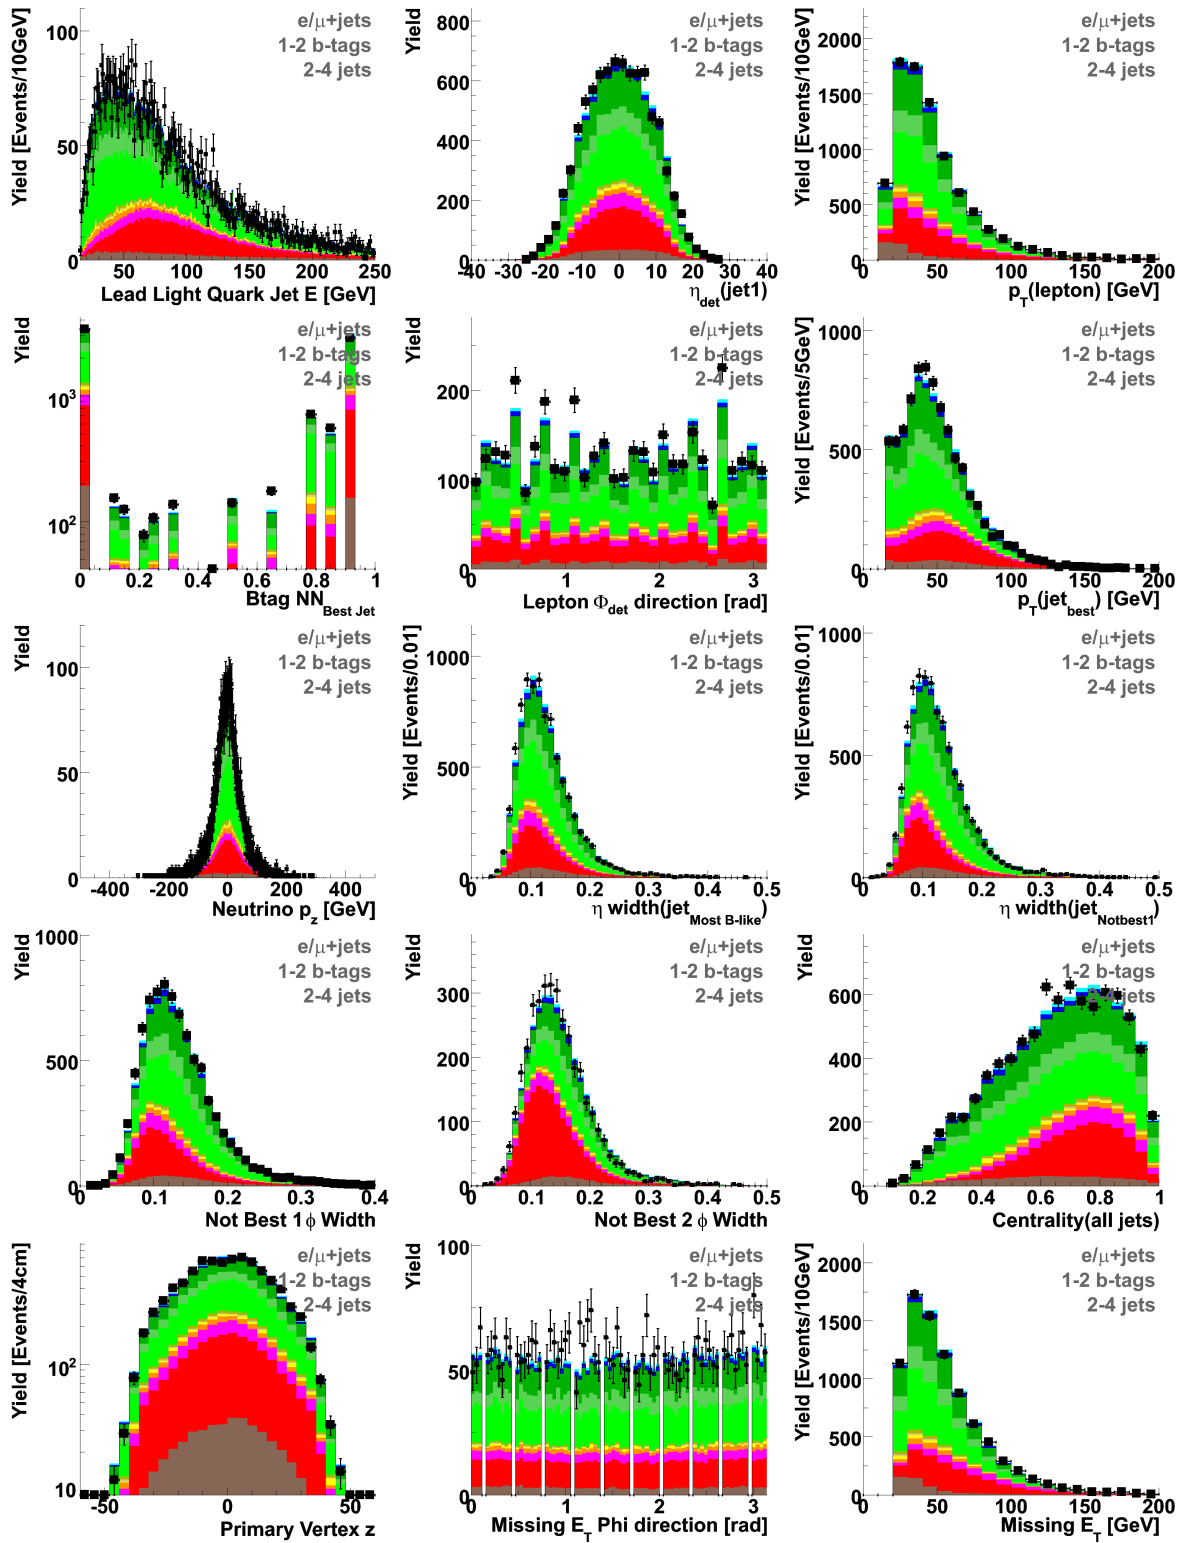 Yield [Events/10GeV]
100
50
0
50 100 150 200 250
e/μ+jets
1-2 b-tags
2-4 jets
Lead Light Quark Jet E [GeV]
Yield
800
600
400
200
0
-40 -30 -20 -10 0 10 20 30 40
e/μ+jets
1-2 b-tags
2-4 jets
η_det(jet1)
Yield [Events/10GeV]
2000
1500
1000
500
0
0 50 100 150 200
e/μ+jets
1-2 b-tags
2-4 jets
p_T(lepton) [GeV]
Yield
10³
10²
0 0.2 0.4 0.6 0.8 1
e/μ+jets
1-2 b-tags
2-4 jets
Btag NN_Best Jet
Yield
200
100
0
0 1 2 3
e/μ+jets
1-2 b-tags
2-4 jets
Lepton Φ_det direction [rad]
Yield [Events/5GeV]
1000
500
0
0 50 100 150 200
e/μ+jets
1-2 b-tags
2-4 jets
p_T(jet_best) [GeV]
Yield
100
50
0
-400 -200 0 200 400
e/μ+jets
1-2 b-tags
2-4 jets
Neutrino p_z [GeV]
Yield [Events/0.01]
1000
500
0
0 0.1 0.2 0.3 0.4 0.5
e/μ+jets
1-2 b-tags
2-4 jets
η width(jet_Most B-like)
Yield [Events/0.01]
1000
500
0
0 0.1 0.2 0.3 0.4 0.5
e/μ+jets
1-2 b-tags
2-4 jets
η width(jet_Notbest1)
Yield
1000
500
0
0.1 0.2 0.3 0.4
e/μ+jets
1-2 b-tags
2-4 jets
Not Best 1 φ Width
Yield
300
200
100
0
0 0.1 0.2 0.3 0.4 0.5
e/μ+jets
1-2 b-tags
2-4 jets
Not Best 2 φ Width
Yield
600
400
200
0
0 0.2 0.4 0.6 0.8 1
e/μ+jets
1-2 b-tags
2-4 jets
Centrality(all jets)
Yield [Events/4cm]
10²
10
-50 0 50
e/μ+jets
1-2 b-tags
2-4 jets
Primary Vertex z
Yield
100
50
0
0 1 2 3
e/μ+jets
1-2 b-tags
2-4 jets
Missing E_T Phi direction [rad]
Yield [Events/10GeV]
2000
1500
1000
500
0
0 50 100 150 200
e/μ+jets
1-2 b-tags
2-4 jets
Missing E_T [GeV]